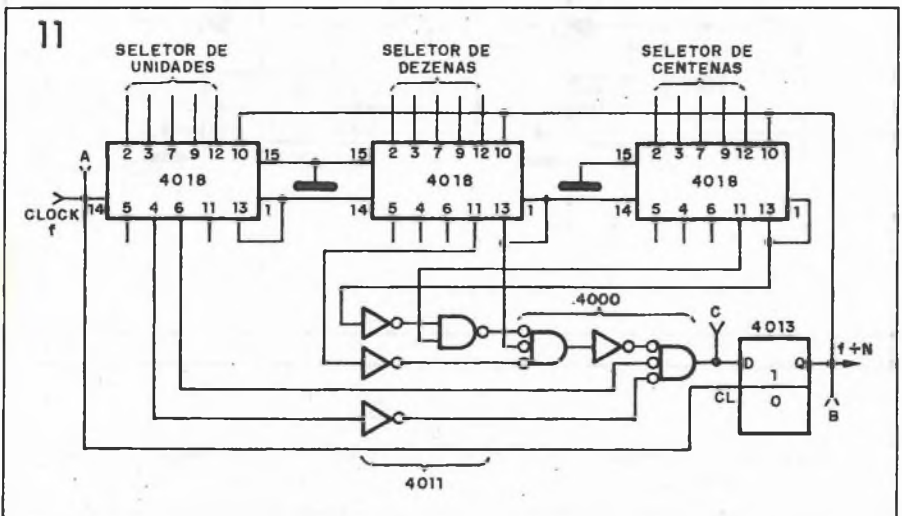 11
SELETOR DE
UNIDADES
SELETOR DE
DEZENAS
SELETOR DE
CENTENAS
A
2 3 7 9 12 10
15
15
2 3 7 9 12 10
15
2 3 7 9 12 10
4018
4018
4018
CLOCK
f
14
5 4 6 11 13
1
14
5 4 6 11 13
1
14
5 4 6 11 13
1
.4000
C
4013
D
1
Q
f÷N
CL
0
B
4011